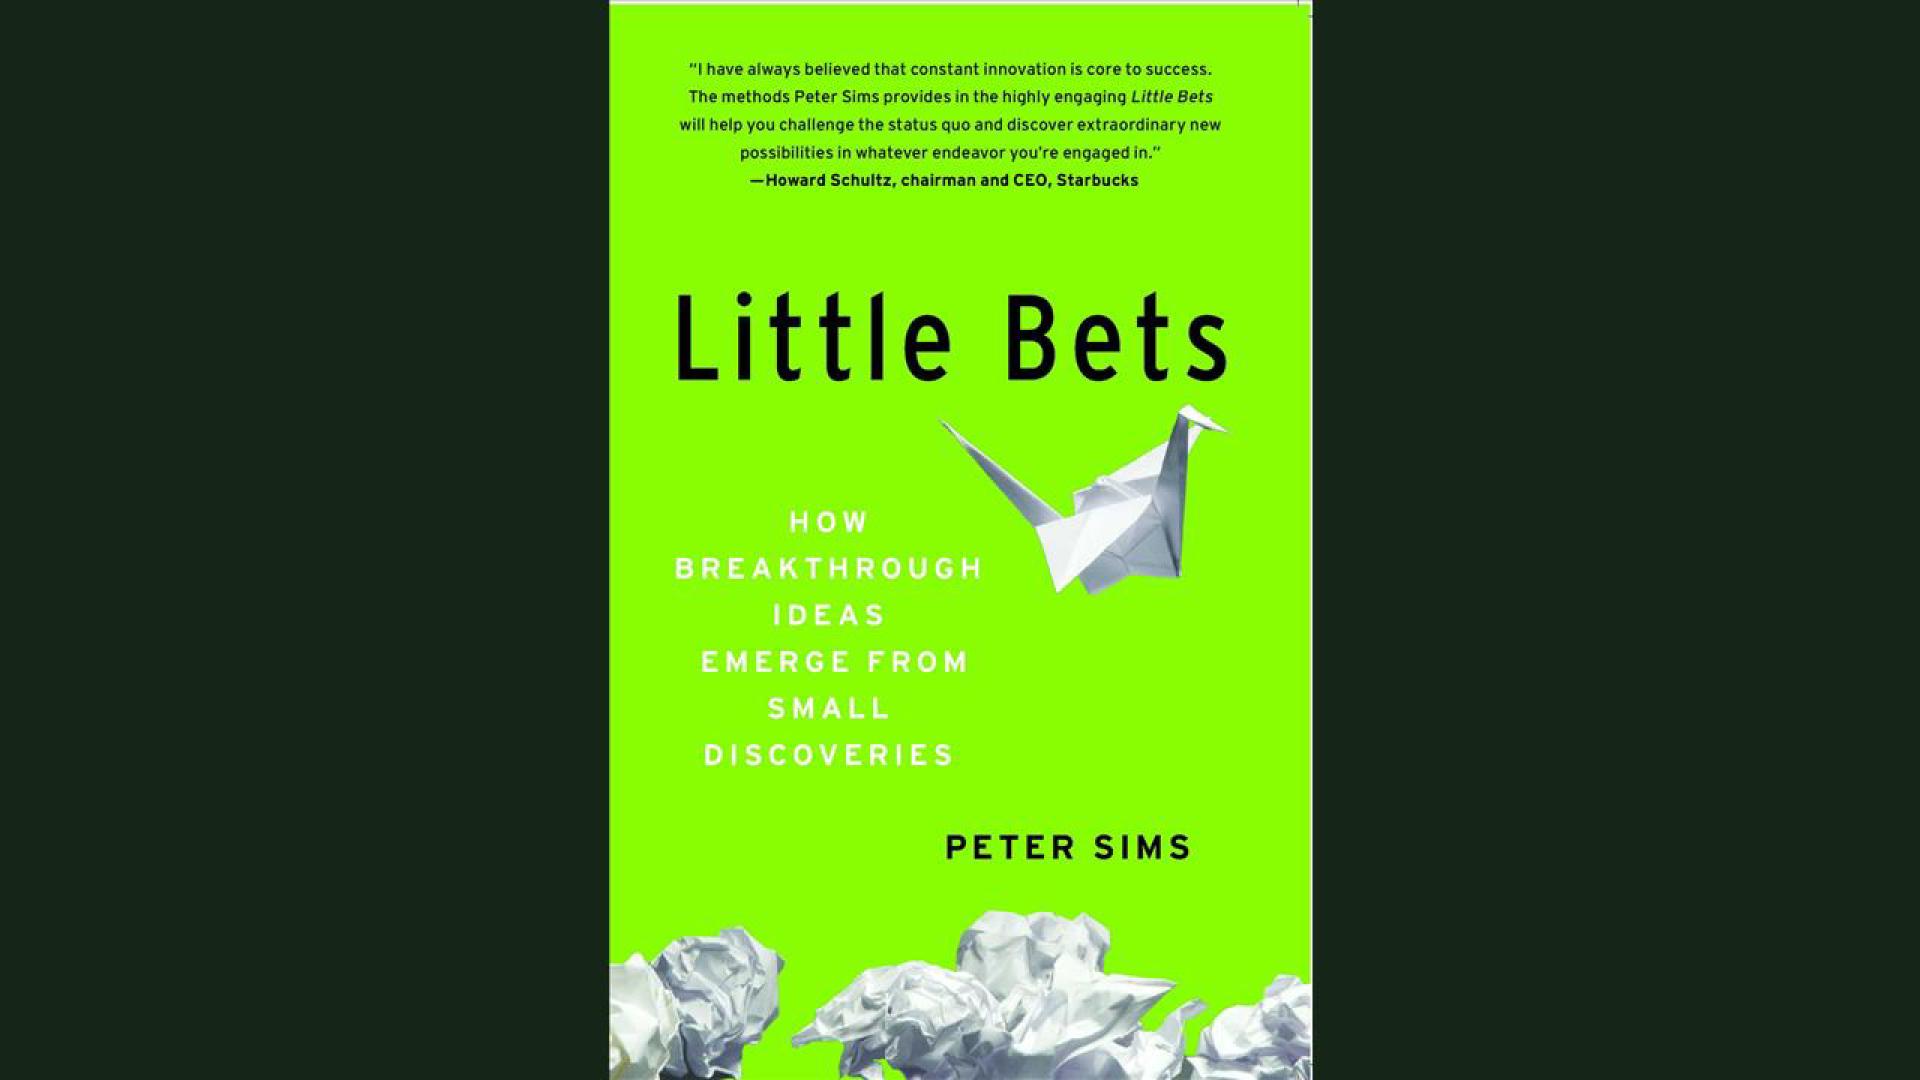 “I have always believed that constant innovation is core to success.
The methods Peter Sims provides in the highly engaging Little Bets
will help you challenge the status quo and discover extraordinary new
possibilities in whatever endeavor you’re engaged in.”
—Howard Schultz, chairman and CEO, Starbucks
Little Bets
HOW
BREAKTHROUGH
IDEAS
EMERGE FROM
SMALL
DISCOVERIES
PETER SIMS